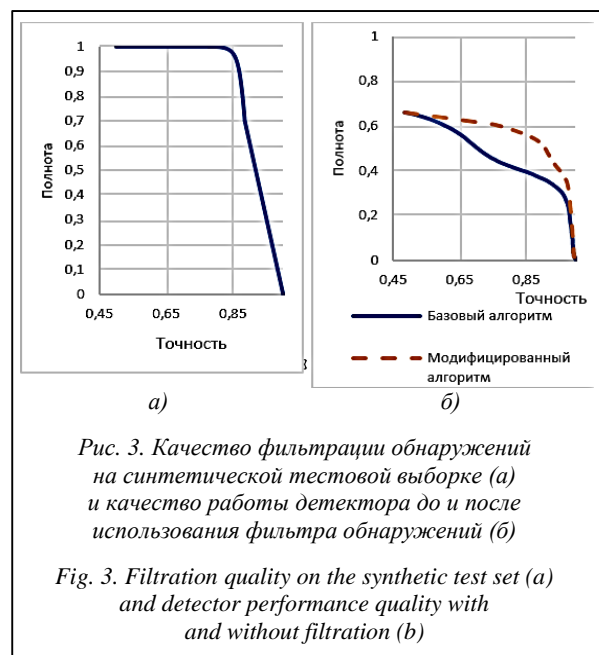 1
0,9
0,8
0,7
0,6
0,5
0,4
0,3
0,2
0,1
0
Полнота
0,45 0,65 0,85
Точность
а)
1
0,8
0,6
0,4
0,2
0
Полнота
0,45 0,65 0,85
Точность
Базовый алгоритм
Модифицированный
алгоритм
б)
Рис. 3. Качество фильтрации обнаружений
на синтетической тестовой выборке (а)
и качество работы детектора до и после
использования фильтра обнаружений (б)
Fig. 3. Filtration quality on the synthetic test set (a)
and detector performance quality with
and without filtration (b)